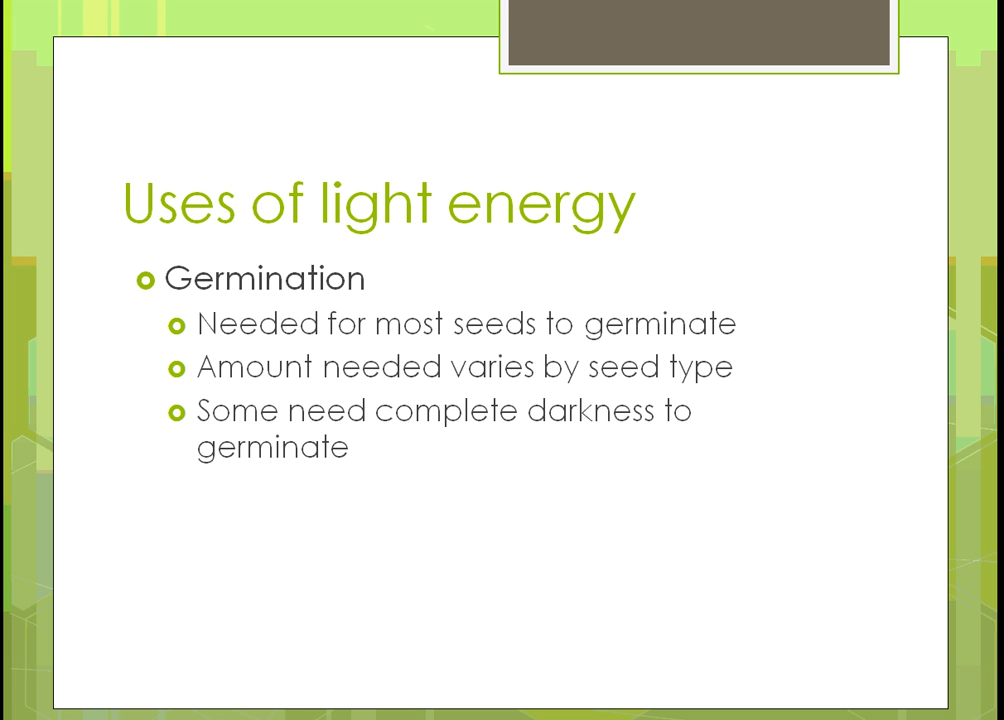 Uses of light energy
Germination
Needed for most seeds to germinate
Amount needed varies by seed type
Some need complete darkness to
germinate